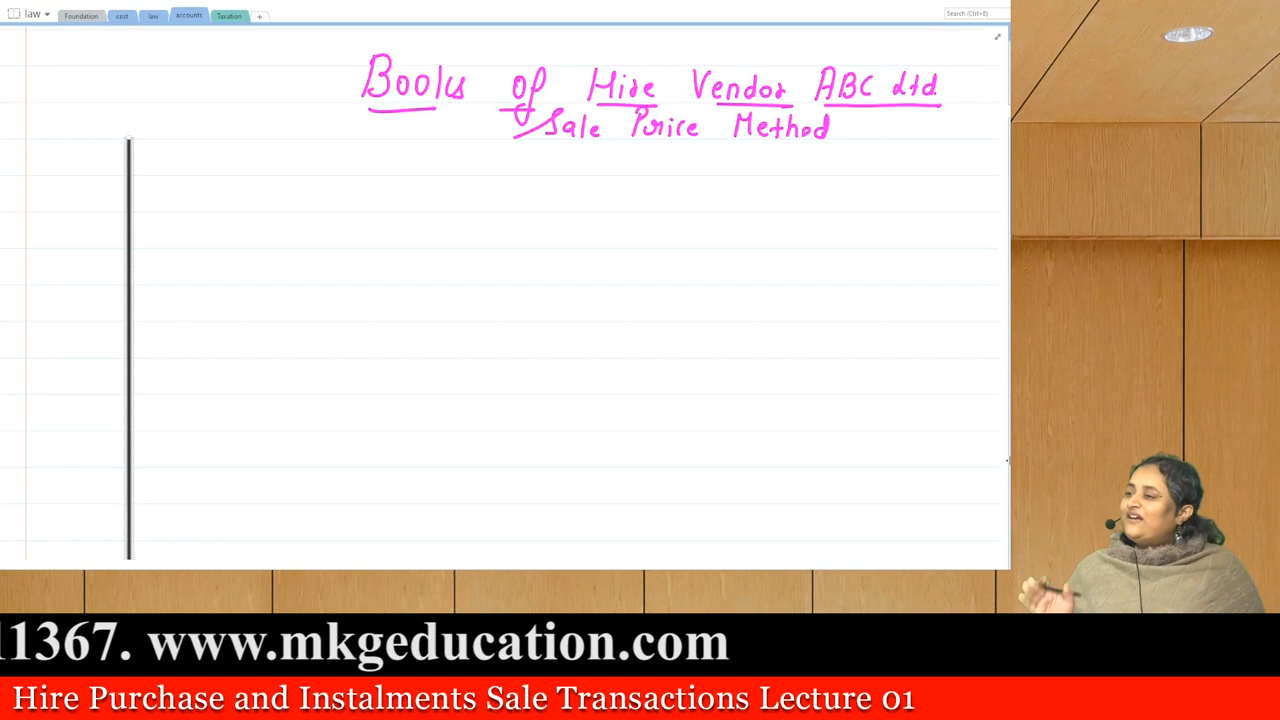 law
Foundation cost law accounts Taxation +
Search (Ctrl+E)
Books of Hire Vendor ABC Ltd
Sale Price Method
11367. www.mkgeducation.com
Hire Purchase and Instalments Sale Transactions Lecture 01